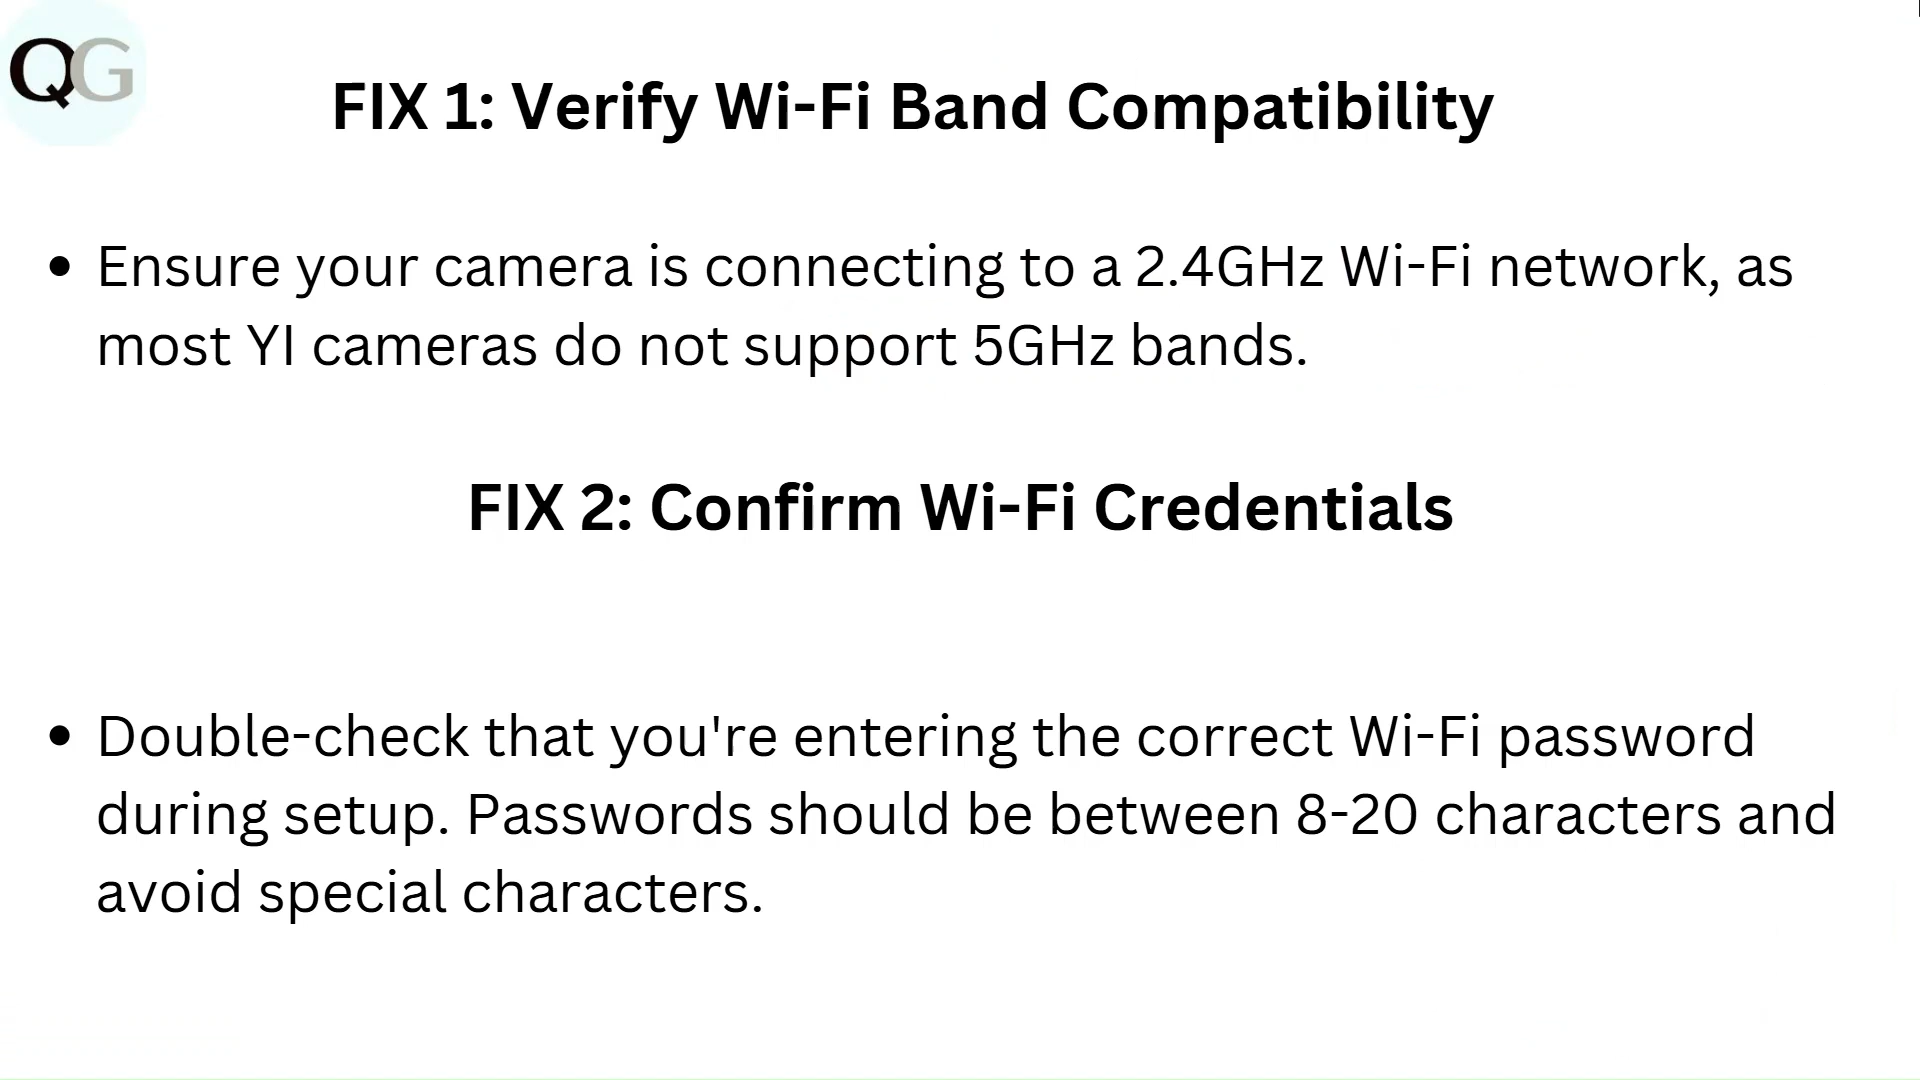 QG
FIX 1: Verify Wi-Fi Band Compatibility
• Ensure your camera is connecting to a 2.4GHz Wi-Fi network, as
most YI cameras do not support 5GHz bands.
FIX 2: Confirm Wi-Fi Credentials
• Double-check that you're entering the correct Wi-Fi password
during setup. Passwords should be between 8-20 characters and
avoid special characters.